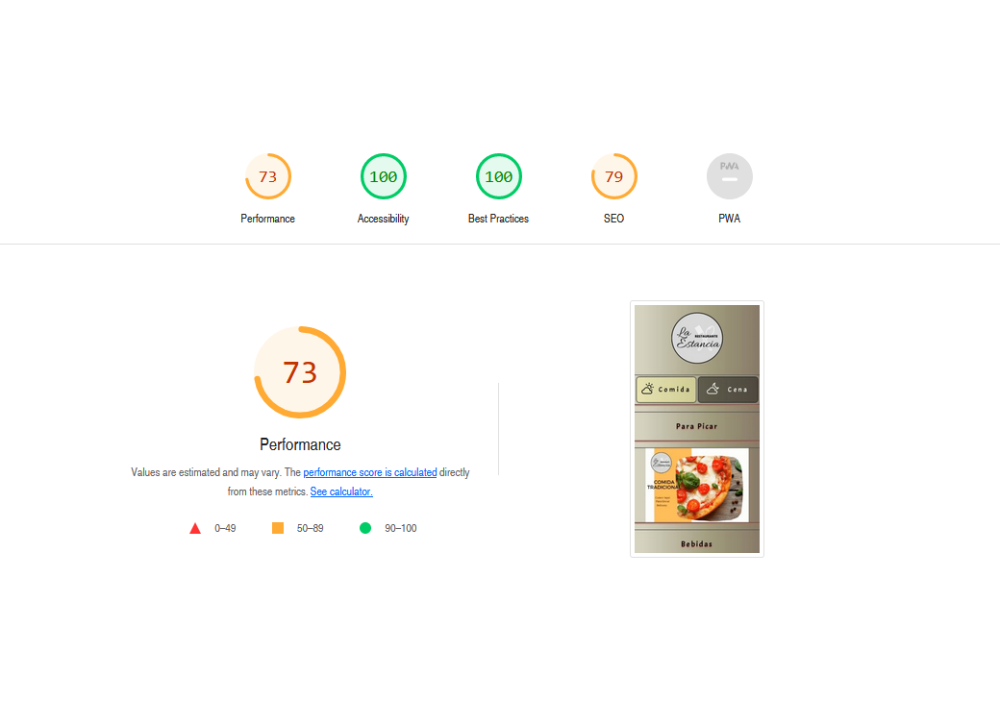 73
100
100
79
PWA
Performance
Accessibility
Best Practices
SEO
PWA
73
Performance
Values are estimated and may vary. The performance score is calculated directly
from these metrics. See calculator.
0–49
50–89
90–100
La
RESTAURANTE
Estancia
Comida
Cena
Para Picar
Estancia
COMIDA
TRADICIONAL
Bebidas